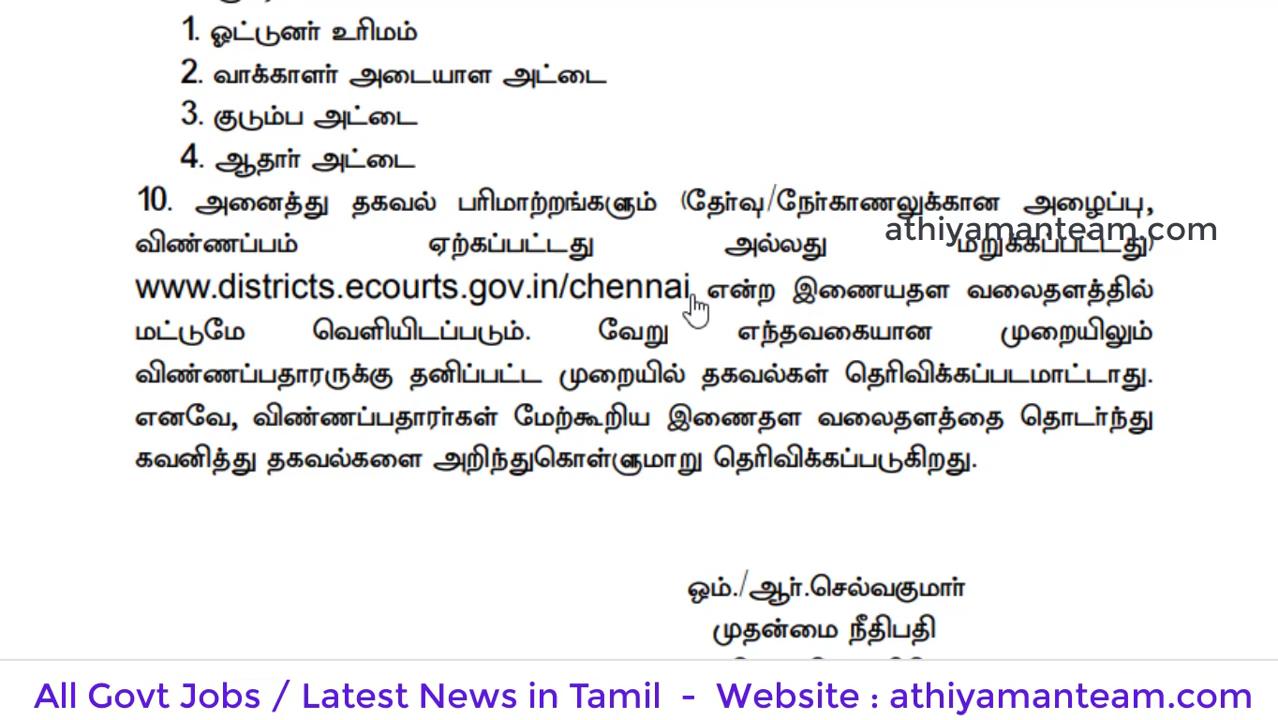 1. ஓட்டுனர் உரிமம்
2. வாக்காளர் அடையாள அட்டை
3. குடும்ப அட்டை
4. ஆதார் அட்டை
10. அனைத்து தகவல் பரிமாற்றங்களும் (தேர்வு/நேர்காணலுக்கான அழைப்பு,
athiyamanteam.com
விண்ணப்பம் ஏற்கப்பட்டது அல்லது மறுக்கப்பட்டது)
www.districts.ecourts.gov.in/chennai என்ற இணையதள வலைதளத்தில்
மட்டுமே வெளியிடப்படும். வேறு எந்தவகையான முறையிலும்
விண்ணப்பதாரருக்கு தனிப்பட்ட முறையில் தகவல்கள் தெரிவிக்கப்படமாட்டாது.
எனவே, விண்ணப்பதாரர்கள் மேற்கூறிய இணைதள வலைதளத்தை தொடர்ந்து
கவனித்து தகவல்களை அறிந்துகொள்ளுமாறு தெரிவிக்கப்படுகிறது.
ஒம்./ஆர்.செல்வகுமார்
முதன்மை நீதிபதி
All Govt Jobs / Latest News in Tamil - Website : athiyamanteam.com